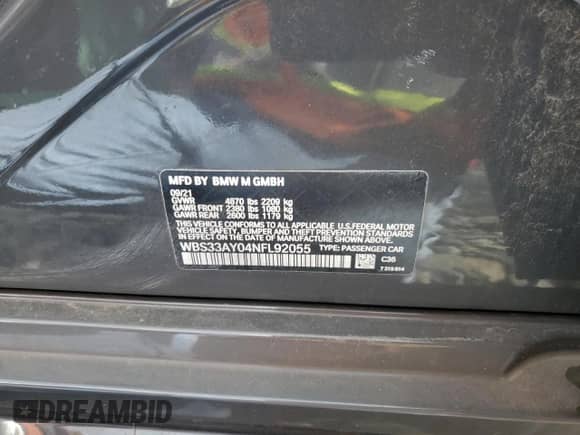 MFD BY BMW M GMBH
09/21
GVWR 4870 lbs 2209 kg
GAWR FRONT 2380 lbs 1080 kg
GAWR REAR 2600 lbs 1179 kg
THIS VEHICLE CONFORMS TO ALL APPLICABLE U.S.FEDERAL MOTOR
VEHICLE SAFETY, BUMPER AND THEFT PREVENTION STANDARDS IN
EFFECT ON THE DATE OF MANUFACTURE SHOWN ABOVE.
WBS33AY04NFL92055 TYPE: PASSENGER CAR
C36
DREAMBID